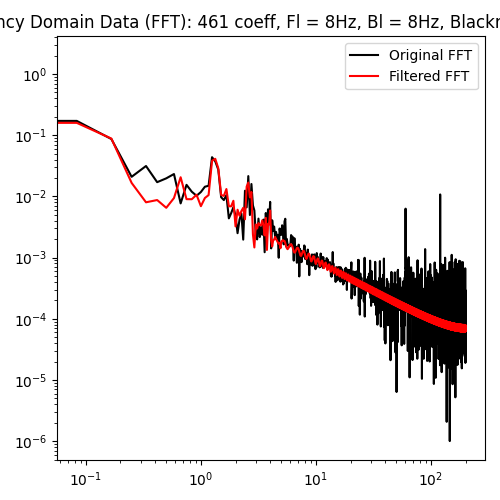 ncy Domain Data (FFT): 461 coeff, Fl = 8Hz, Bl = 8Hz, Blackm
Original FFT
Filtered FFT
10⁰
10⁻¹
10⁻²
10⁻³
10⁻⁴
10⁻⁵
10⁻⁶
10⁻¹ 10⁰ 10¹ 10²